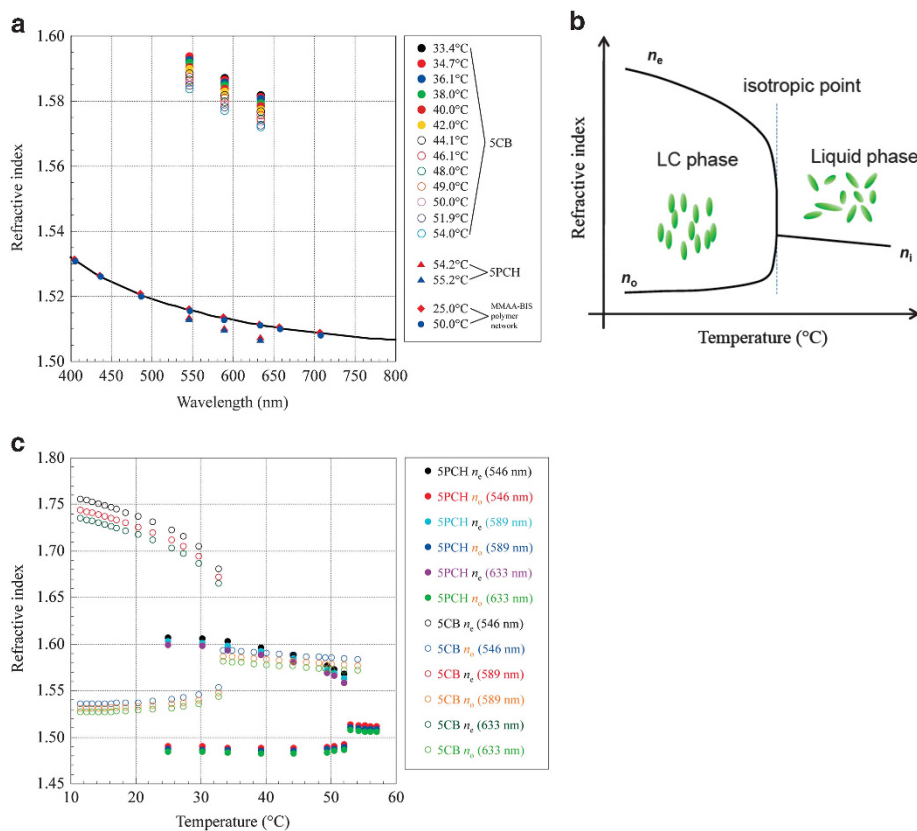 a
1.60
1.58
1.56
1.54
1.52
1.50
Refractive index
400 450 500 550 600 650 700 750 800
Wavelength (nm)
33.4°C
34.7°C
36.1°C
38.0°C
40.0°C
42.0°C
44.1°C
46.1°C
48.0°C
49.0°C
50.0°C
51.9°C
54.0°C
5CB
54.2°C
55.2°C
5PCH
25.0°C
50.0°C
MMAA-BIS
polymer
network
b
Refractive index
ne
no
ni
isotropic point
LC phase
Liquid phase
Temperature (°C)
c
1.80
1.75
1.70
1.65
1.60
1.55
1.50
1.45
Refractive index
10 20 30 40 50 60
Temperature (°C)
5PCH ne (546 nm)
5PCH no (546 nm)
5PCH ne (589 nm)
5PCH no (589 nm)
5PCH ne (633 nm)
5PCH no (633 nm)
5CB ne (546 nm)
5CB no (546 nm)
5CB ne (589 nm)
5CB no (589 nm)
5CB ne (633 nm)
5CB no (633 nm)